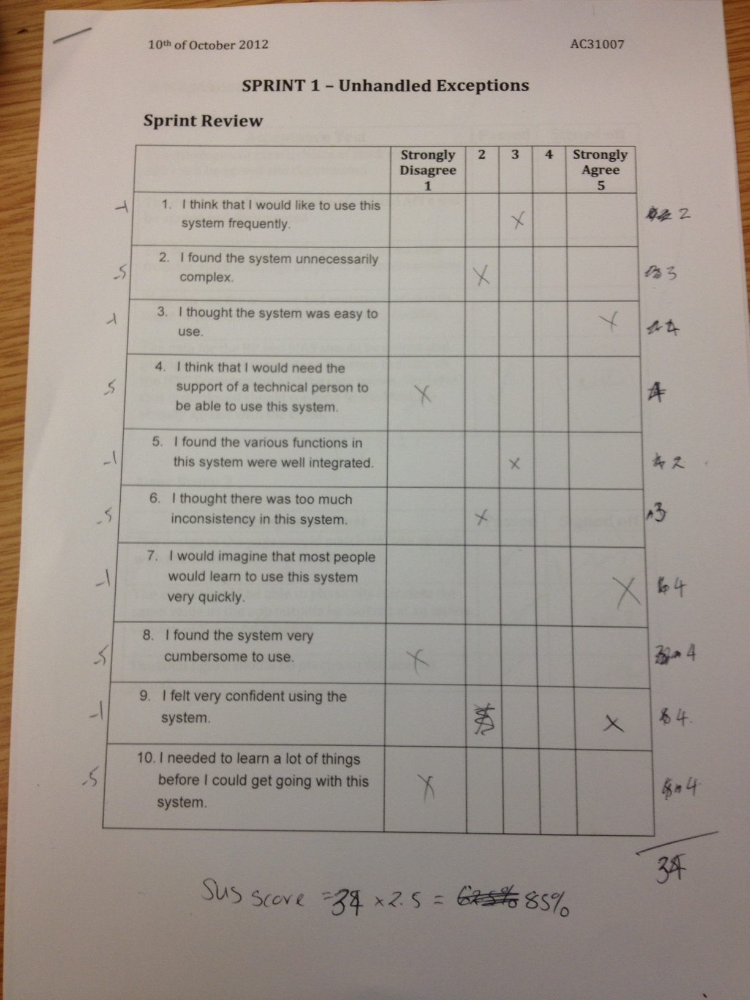 10th of October 2012 AC31007
SPRINT 1 – Unhandled Exceptions
Sprint Review
Strongly Disagree 1 2 3 4 Strongly Agree 5
-1 1. I think that I would like to use this X 2
system frequently.
-5 2. I found the system unnecessarily X 3
complex.
-1 3. I thought the system was easy to X 4
use.
4. I think that I would need the
-5 support of a technical person to X 4
be able to use this system.
5. I found the various functions in
-1 this system were well integrated. X 2
6. I thought there was too much
-5 inconsistency in this system. X 3
7. I would imagine that most people
-1 would learn to use this system X 4
very quickly.
8. I found the system very
-5 cumbersome to use. X 4
9. I felt very confident using the
-1 system. X 4.
10. I needed to learn a lot of things
-5 before I could get going with this X 4
system.
34
SUS score = 34 x 2.5 = 85%